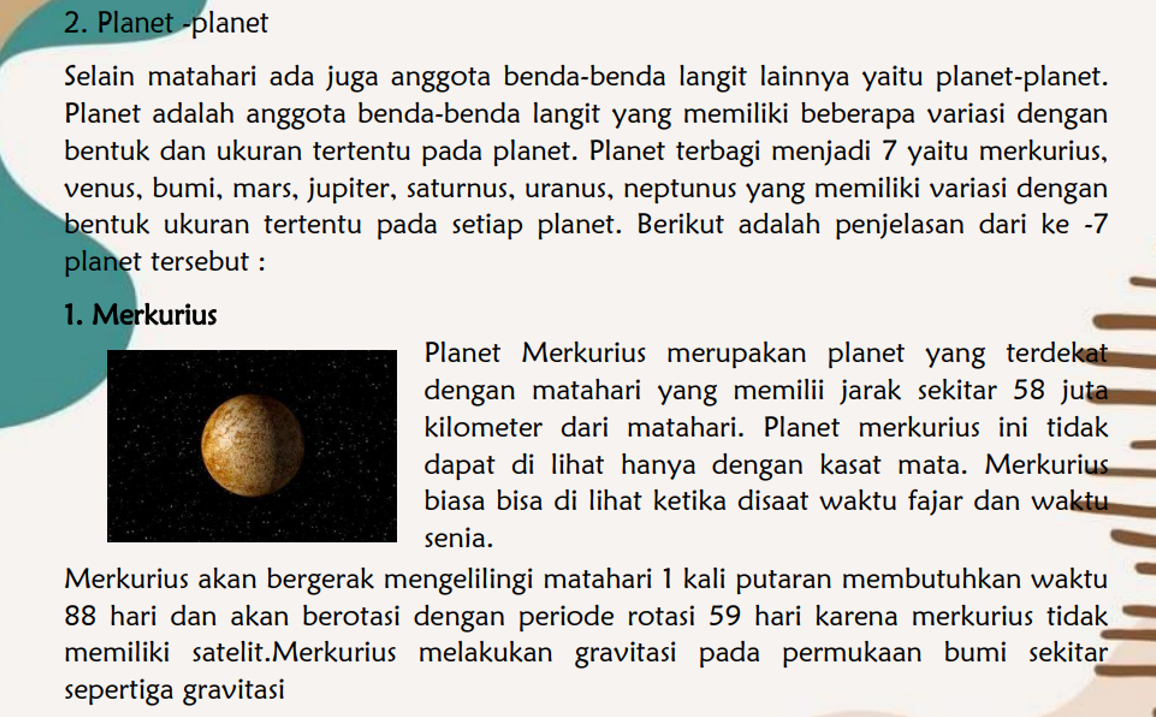 2. Planet -planet
Selain matahari ada juga anggota benda-benda langit lainnya yaitu planet-planet.
Planet adalah anggota benda-benda langit yang memiliki beberapa variasi dengan
bentuk dan ukuran tertentu pada planet. Planet terbagi menjadi 7 yaitu merkurius,
venus, bumi, mars, jupiter, saturnus, uranus, neptunus yang memiliki variasi dengan
bentuk ukuran tertentu pada setiap planet. Berikut adalah penjelasan dari ke -7
planet tersebut :
1. Merkurius
Planet Merkurius merupakan planet yang terdekat
dengan matahari yang memilii jarak sekitar 58 juta
kilometer dari matahari. Planet merkurius ini tidak
dapat di lihat hanya dengan kasat mata. Merkurius
biasa bisa di lihat ketika disaat waktu fajar dan waktu
senia.
Merkurius akan bergerak mengelilingi matahari 1 kali putaran membutuhkan waktu
88 hari dan akan berotasi dengan periode rotasi 59 hari karena merkurius tidak
memiliki satelit.Merkurius melakukan gravitasi pada permukaan bumi sekitar
sepertiga gravitasi